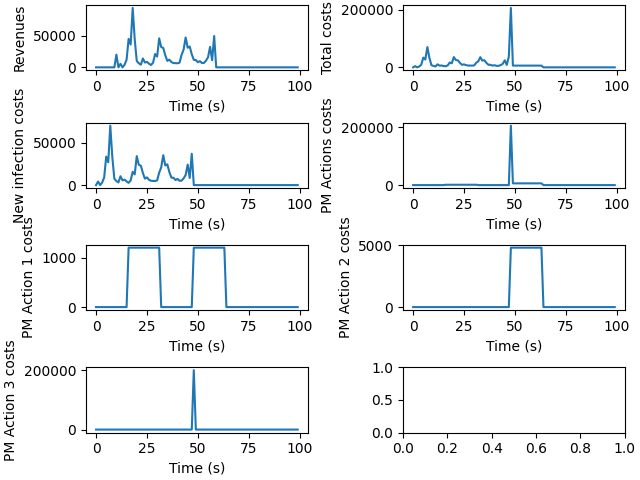 Revenues
50000
0
0 25 50 75 100
Time (s)
Total costs
200000
0
0 25 50 75 100
Time (s)
New infection costs
50000
0
0 25 50 75 100
Time (s)
PM Actions costs
200000
0
0 25 50 75 100
Time (s)
PM Action 1 costs
1000
0
0 25 50 75 100
Time (s)
PM Action 2 costs
5000
0
0 25 50 75 100
Time (s)
PM Action 3 costs
200000
0
0 25 50 75 100
Time (s)
1.0
0.5
0.0
0.0 0.2 0.4 0.6 0.8 1.0